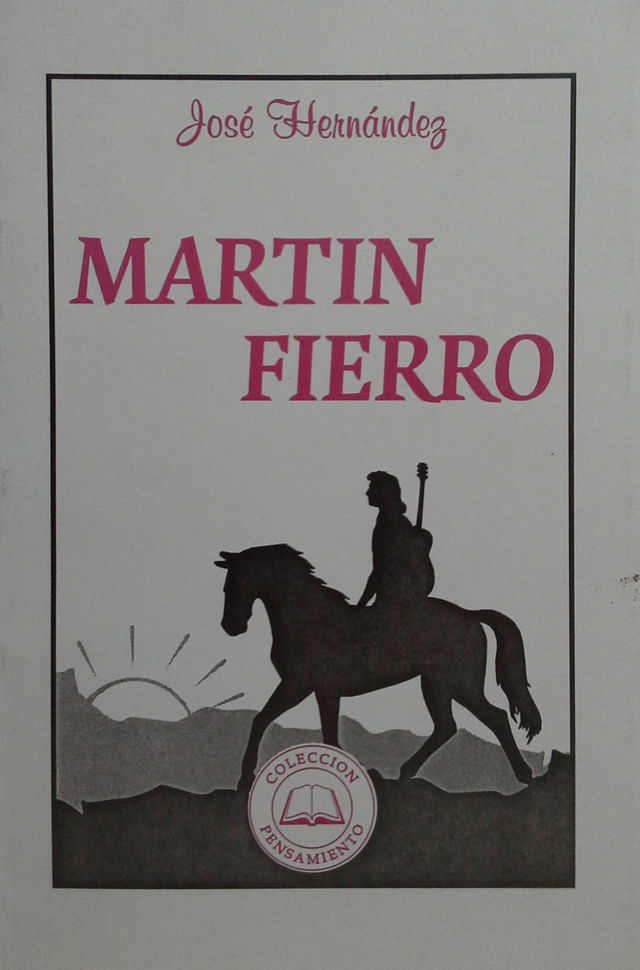 José Hernández
MARTIN
FIERRO
COLECCION
PENSAMIENTO